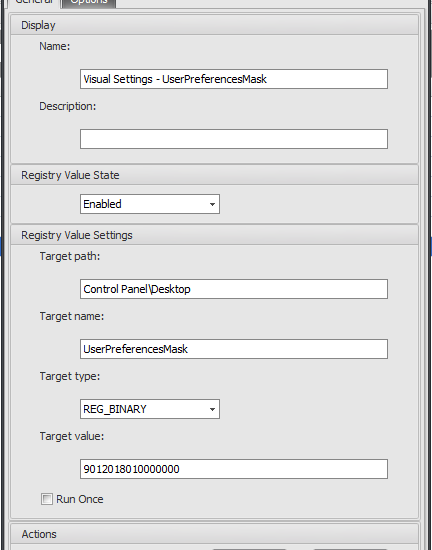 General Options
Display
Name:
Visual Settings - UserPreferencesMask
Description:
Registry Value State
Enabled
Registry Value Settings
Target path:
Control Panel\Desktop
Target name:
UserPreferencesMask
Target type:
REG_BINARY
Target value:
9012018010000000
Run Once
Actions